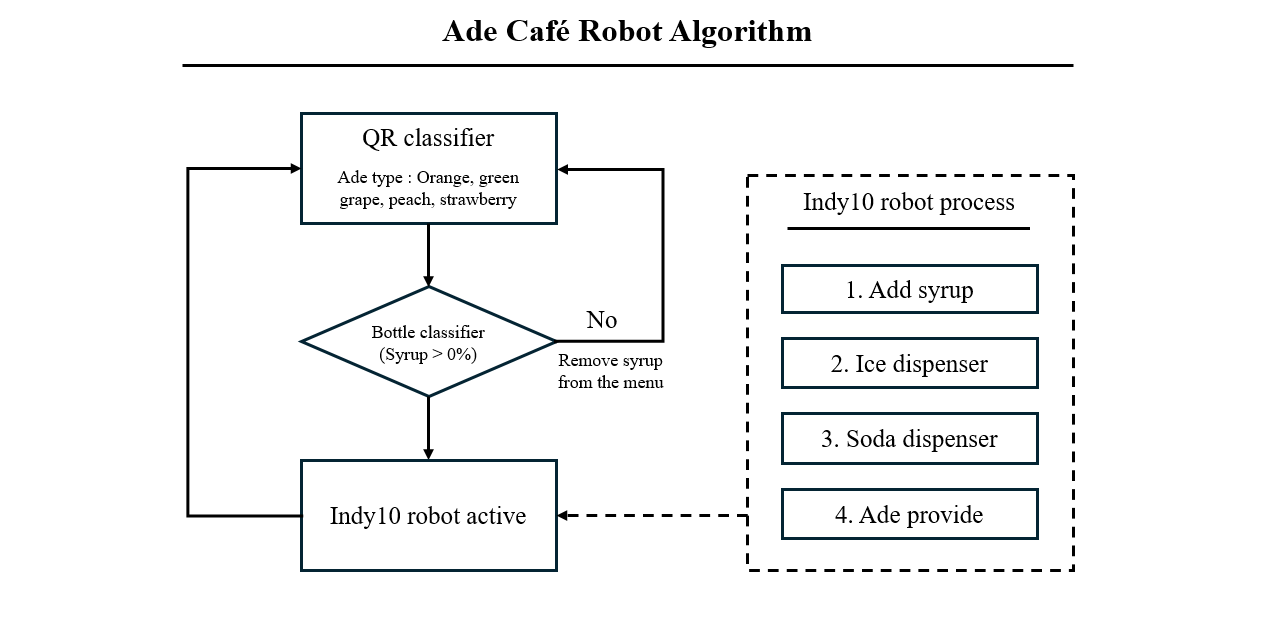 Ade Café Robot Algorithm
QR classifier
Ade type : Orange, green
grape, peach, strawberry
Bottle classifier
(Syrup > 0%)
No
Remove syrup
from the menu
Indy10 robot active
Indy10 robot process
1. Add syrup
2. Ice dispenser
3. Soda dispenser
4. Ade provide